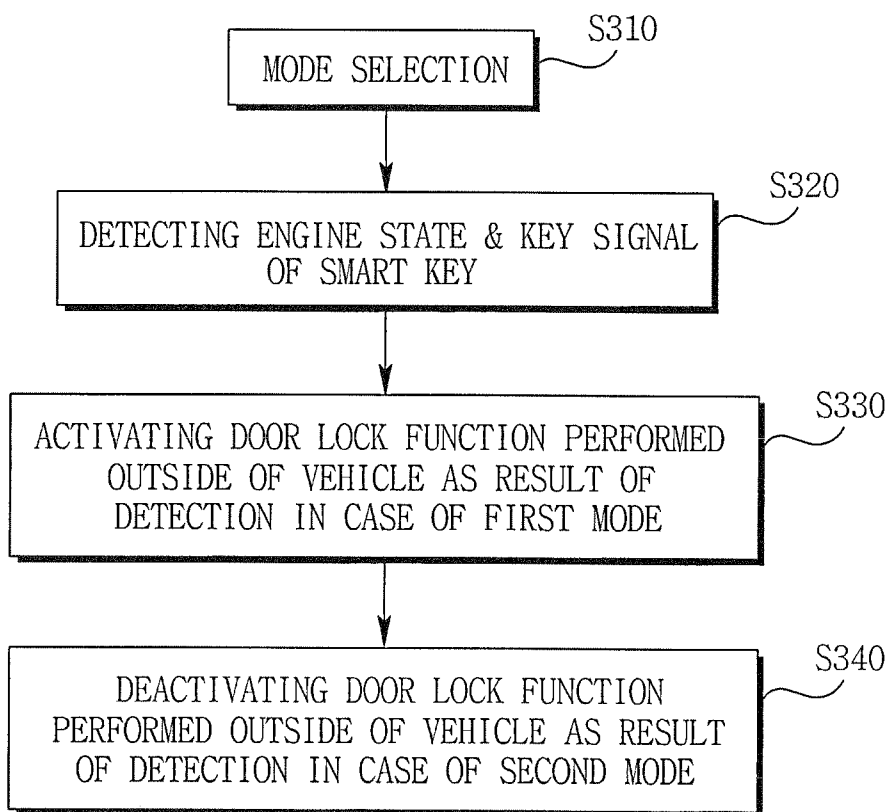 S310
MODE SELECTION
S320
DETECTING ENGINE STATE & KEY SIGNAL
OF SMART KEY
S330
ACTIVATING DOOR LOCK FUNCTION PERFORMED
OUTSIDE OF VEHICLE AS RESULT OF
DETECTION IN CASE OF FIRST MODE
S340
DEACTIVATING DOOR LOCK FUNCTION
PERFORMED OUTSIDE OF VEHICLE AS RESULT
OF DETECTION IN CASE OF SECOND MODE